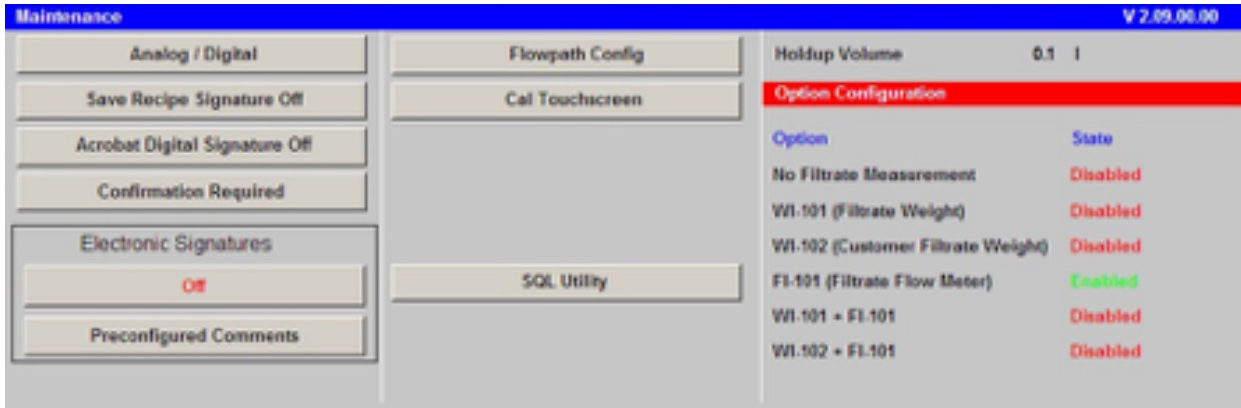 Maintenance V 2.09.00.00
Analog / Digital
Save Recipe Signature Off
Acrobat Digital Signature Off
Confirmation Required
Electronic Signatures
Off
Preconfigured Comments
Flowpath Config
Cal Touchscreen
SQL Utility
Holdup Volume 0.1 l
Option Configuration
Option State
No Filtrate Measurement Disabled
WI-101 (Filtrate Weight) Disabled
WI-102 (Customer Filtrate Weight) Disabled
FI-101 (Filtrate Flow Meter) Enabled
WI-101 + FI-101 Disabled
WI-102 + FI-101 Disabled